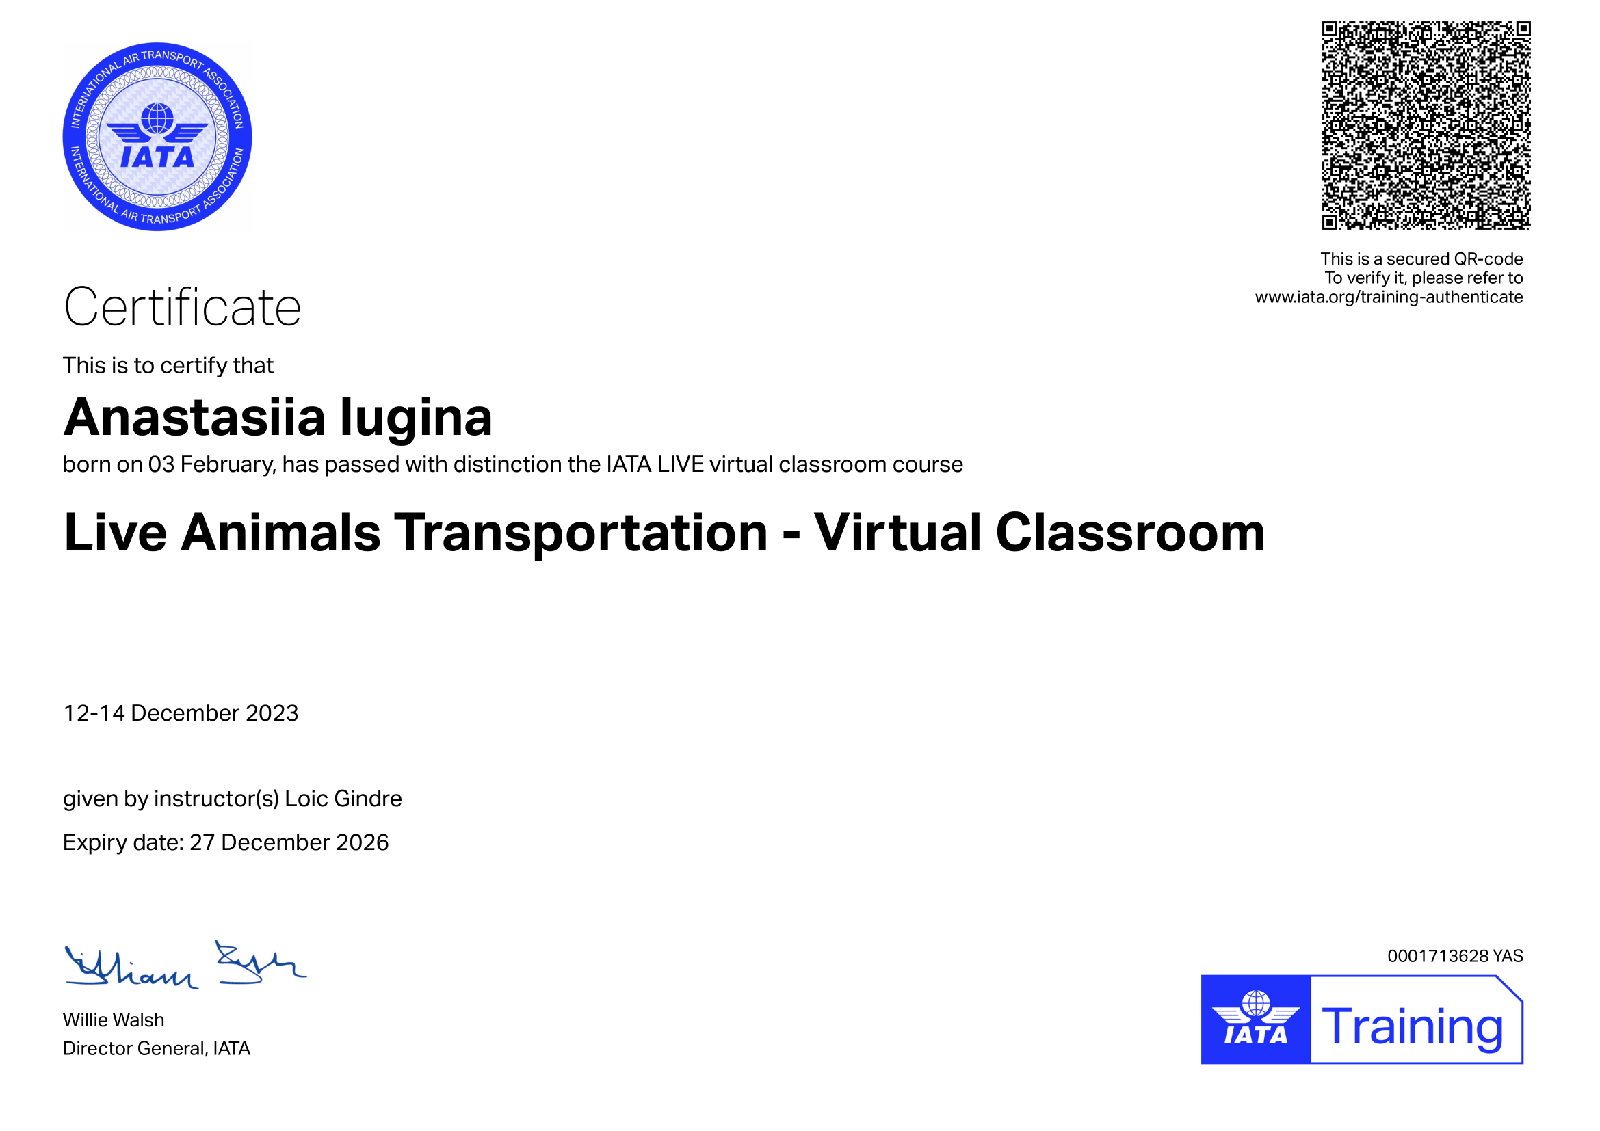 INTERNATIONAL AIR TRANSPORT ASSOCIATION
IATA
INTERNATIONAL AIR TRANSPORT ASSOCIATION
This is a secured QR-code
To verify it, please refer to
www.iata.org/training-authenticate
Certificate
This is to certify that
Anastasiia Iugina
born on 03 February, has passed with distinction the IATA LIVE virtual classroom course
Live Animals Transportation - Virtual Classroom
12-14 December 2023
given by instructor(s) Loic Gindre
Expiry date: 27 December 2026
Willie Walsh
Director General, IATA
0001713628 YAS
IATA Training